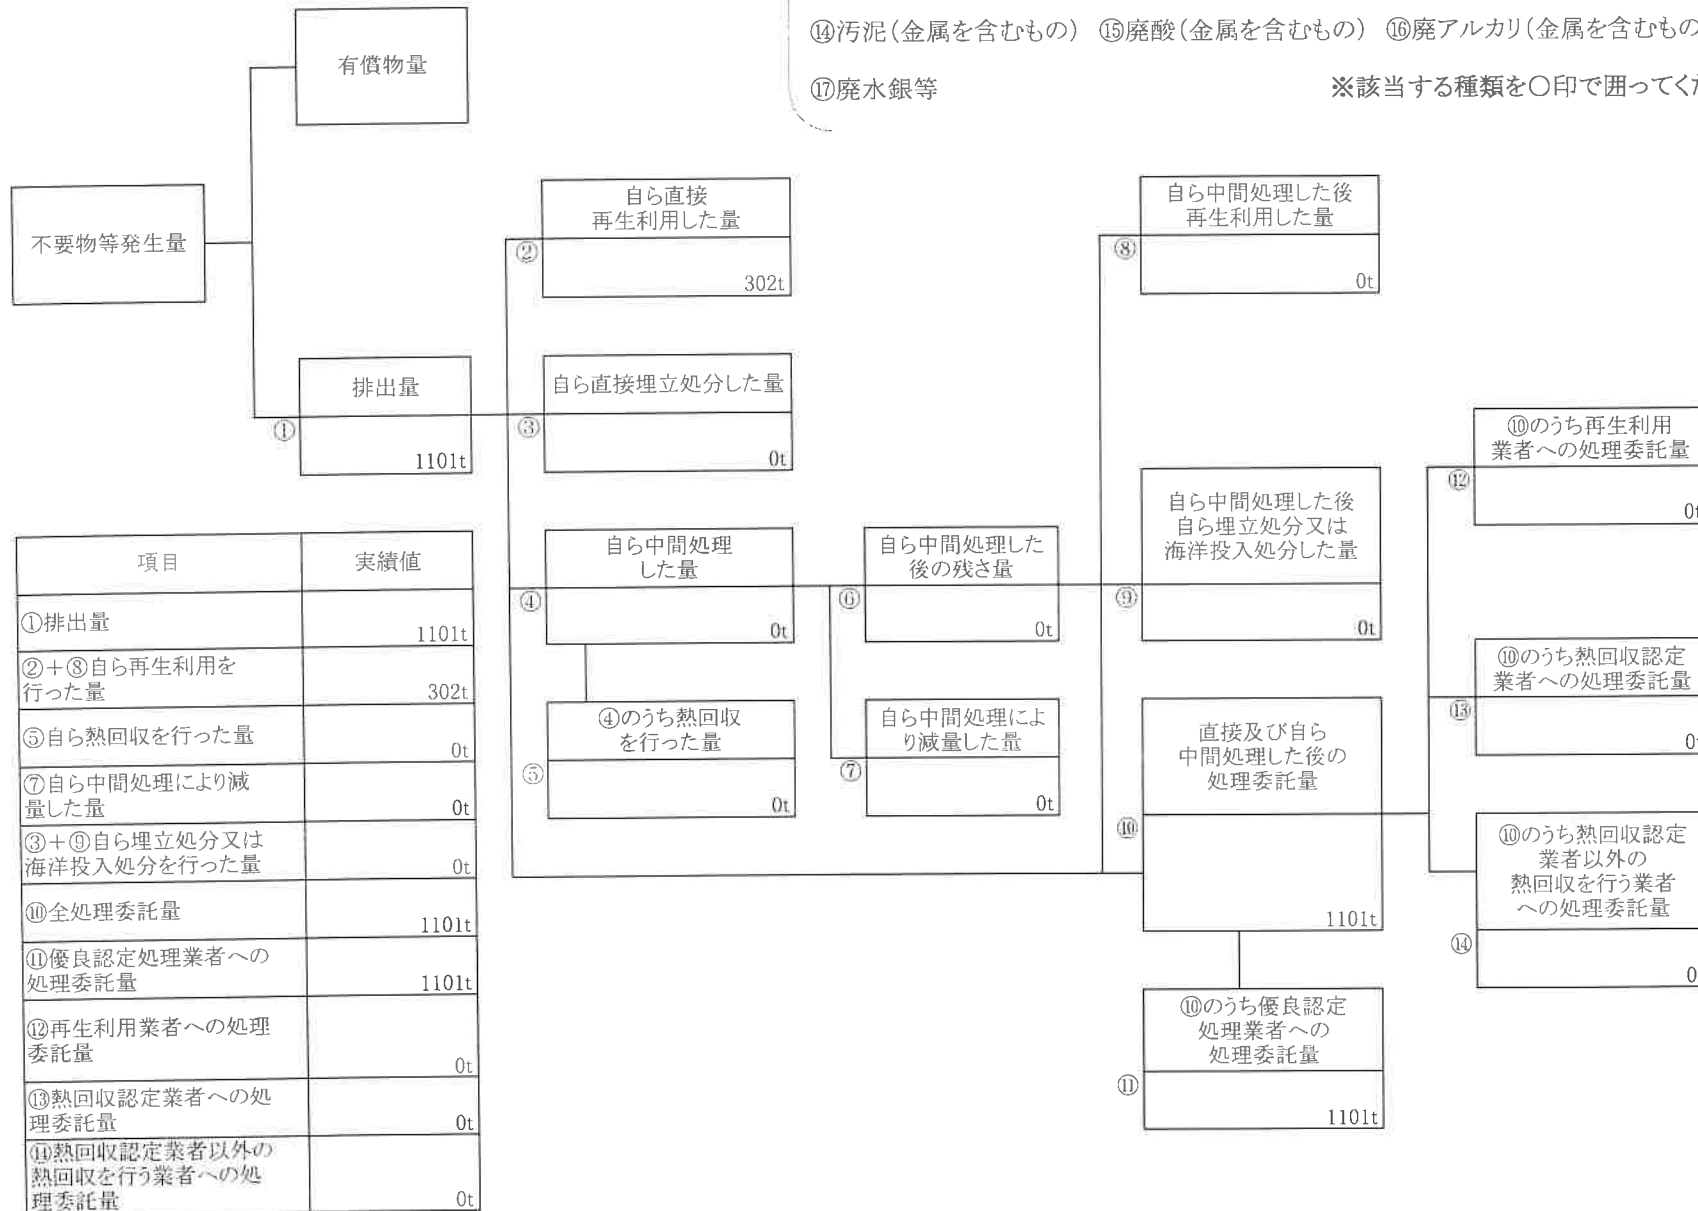 ⑭汚泥(金属を含むもの) ⑮廃酸(金属を含むもの) ⑯廃アルカリ(金属を含むもの
⑰廃水銀等
※該当する種類を○印で囲ってくだ
有償物量
不要物等発生量
排出量
①
1101t
自ら直接
再生利用した量
②
302t
自ら直接埋立処分した量
③
0t
自ら中間処理
した量
④
0t
④のうち熱回収
を行った量
⑤
0t
自ら中間処理した
後の残さ量
⑥
0t
自ら中間処理によ
り減量した量
⑦
0t
自ら中間処理した後
再生利用した量
⑧
0t
自ら中間処理した後
自ら埋立処分又は
海洋投入処分した量
⑨
0t
直接及び自ら
中間処理した後の
処理委託量
⑩
1101t
⑩のうち優良認定
処理業者への
処理委託量
⑪
1101t
⑩のうち再生利用
業者への処理委託量
⑫
0t
⑩のうち熱回収認定
業者への処理委託量
⑬
0t
⑩のうち熱回収認定
業者以外の
熱回収を行う業者
への処理委託量
⑭
0
項目 実績値
①排出量
1101t
②+⑧自ら再生利用を
行った量 302t
⑤自ら熱回収を行った量
0t
⑦自ら中間処理により減
量した量 0t
③+⑨自ら埋立処分又は
海洋投入処分を行った量 0t
⑩全処理委託量
1101t
⑪優良認定処理業者への
処理委託量 1101t
⑫再生利用業者への処理
委託量
0t
⑬熱回収認定業者への処
理委託量 0t
⑭熱回収認定業者以外の
熱回収を行う業者への処
理委託量 0t